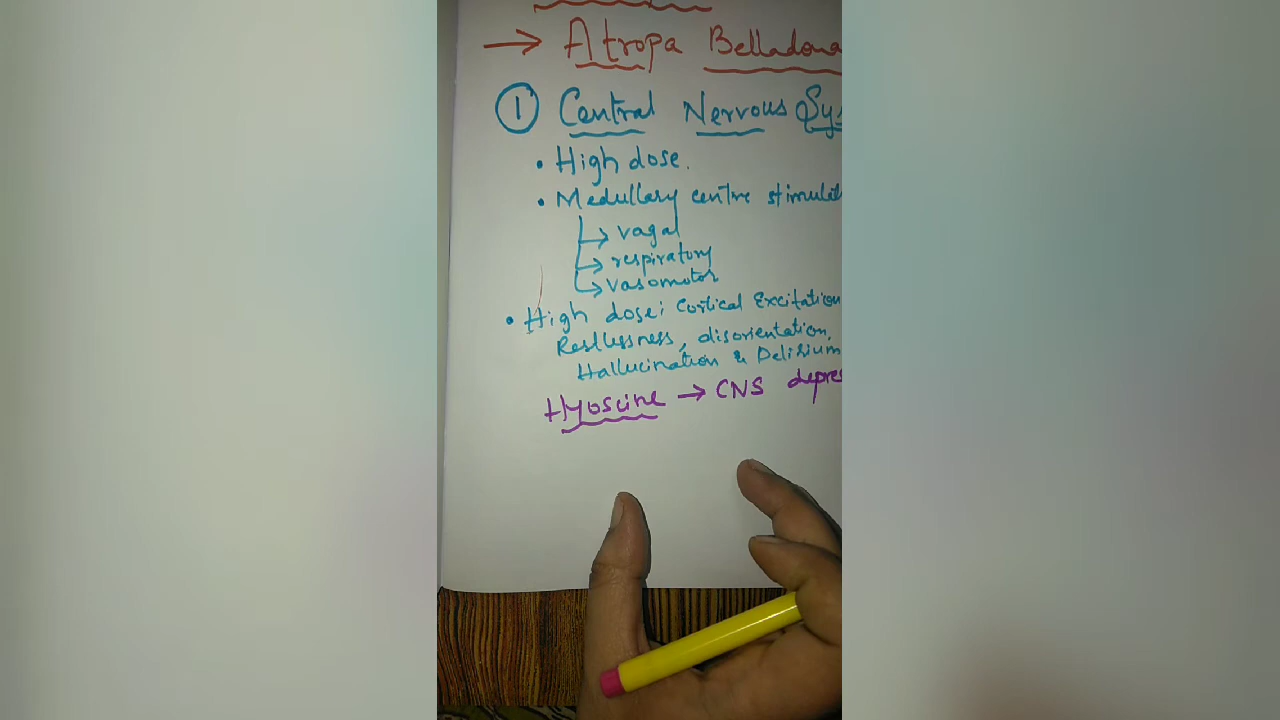 → Atropa Belladona
① Central Nervous Sys
• High dose.
• Medullary centre stimulat
→ vagal
→ respiratory
→ vasomotor
• High dose: Cortical Excitation
Restlessness, disorientation,
Hallucination & Delirium
Hyoscine → CNS depres